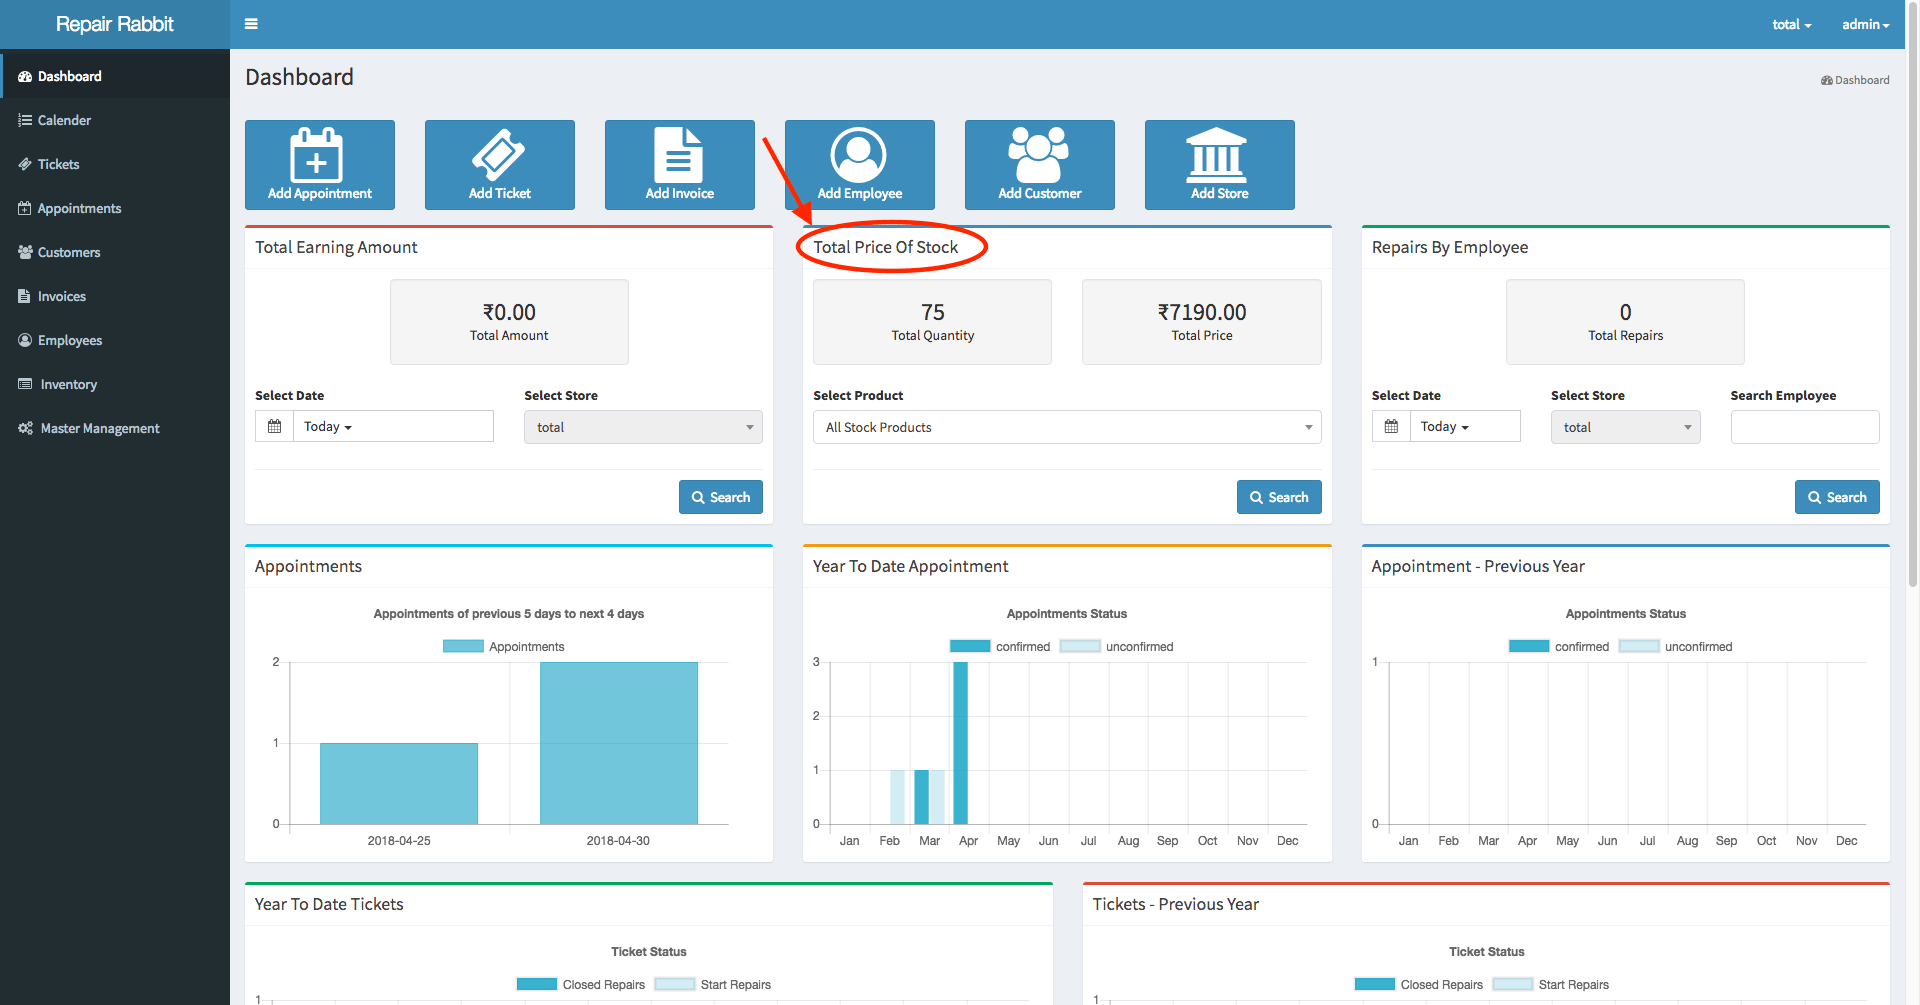 Repair Rabbit
total
admin
Dashboard
Calender
Tickets
Appointments
Customers
Invoices
Employees
Inventory
Master Management
Dashboard
Dashboard
Add Appointment
Add Ticket
Add Invoice
Add Employee
Add Customer
Add Store
Total Earning Amount
₹0.00
Total Amount
Select Date
Select Store
Today
total
Search
Total Price Of Stock
75
Total Quantity
₹7190.00
Total Price
Select Product
All Stock Products
Search
Repairs By Employee
0
Total Repairs
Select Date
Select Store
Search Employee
Today
total
Search
Appointments
Appointments of previous 5 days to next 4 days
Appointments
2
1
0
2018-04-25
2018-04-30
Year To Date Appointment
Appointments Status
confirmed
unconfirmed
3
2
1
0
Jan Feb Mar Apr May Jun Jul Aug Sep Oct Nov Dec
Appointment - Previous Year
Appointments Status
confirmed
unconfirmed
1
0
Jan Feb Mar Apr May Jun Jul Aug Sep Oct Nov Dec
Year To Date Tickets
Ticket Status
Closed Repairs
Start Repairs
1
Tickets - Previous Year
Ticket Status
Closed Repairs
Start Repairs
1